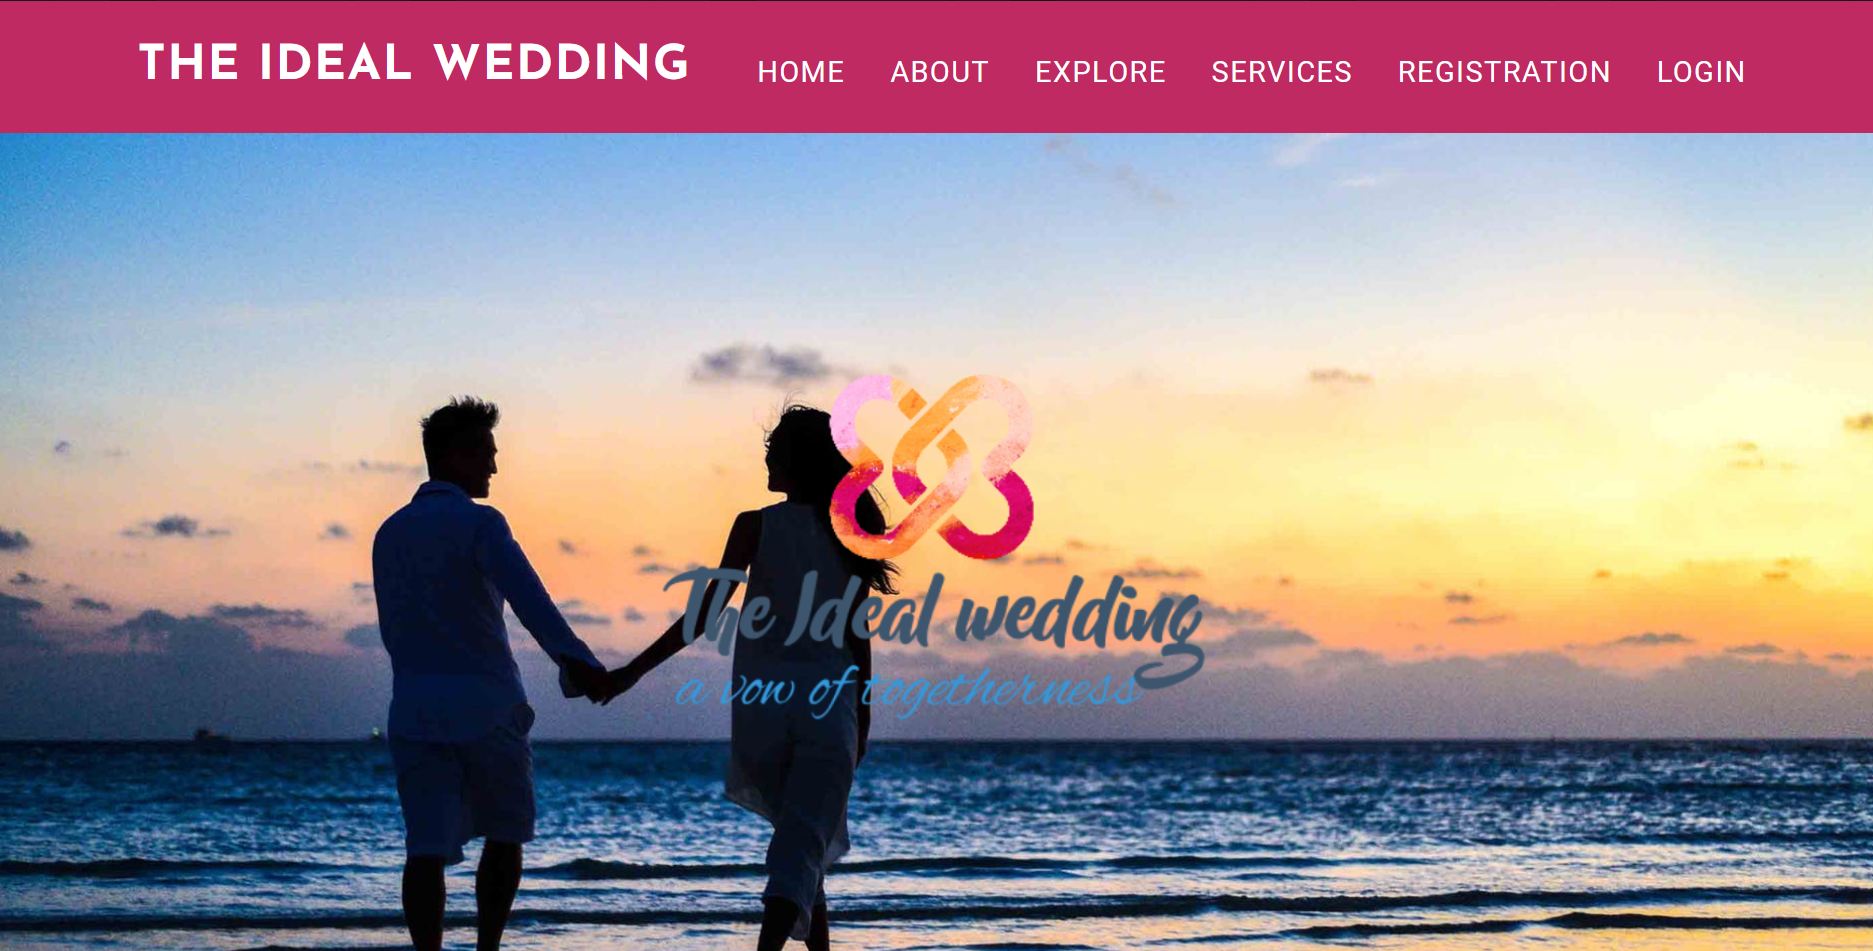 THE IDEAL WEDDING
HOME ABOUT EXPLORE SERVICES REGISTRATION LOGIN
The Ideal wedding
a vow of togetherness